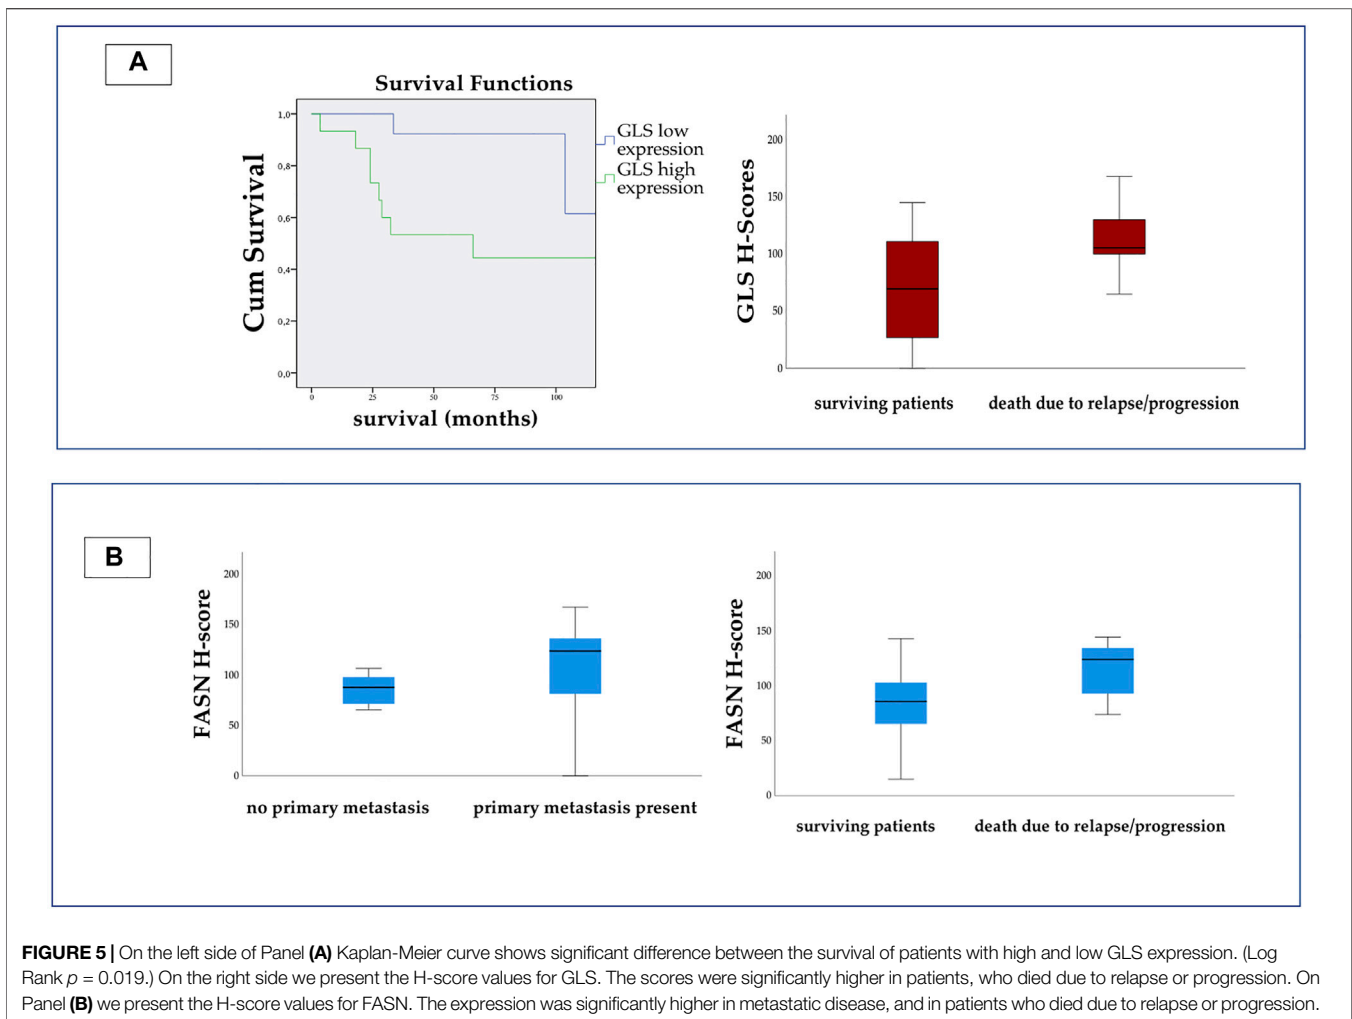 A
Survival Functions
Cum Survival
1,0
0,8
0,6
0,4
0,2
0,0
0 25 50 75 100
survival (months)
GLS low
expression
GLS high
expression
GLS H-Scores
200
150
100
50
0
surviving patients death due to relapse/progression
B
FASN H-score
200
150
100
50
0
no primary metastasis primary metastasis present
FASN H-score
200
150
100
50
0
surviving patients death due to relapse/progression
FIGURE 5 | On the left side of Panel (A) Kaplan-Meier curve shows significant difference between the survival of patients with high and low GLS expression. (Log
Rank p = 0.019.) On the right side we present the H-score values for GLS. The scores were significantly higher in patients, who died due to relapse or progression. On
Panel (B) we present the H-score values for FASN. The expression was significantly higher in metastatic disease, and in patients who died due to relapse or progression.